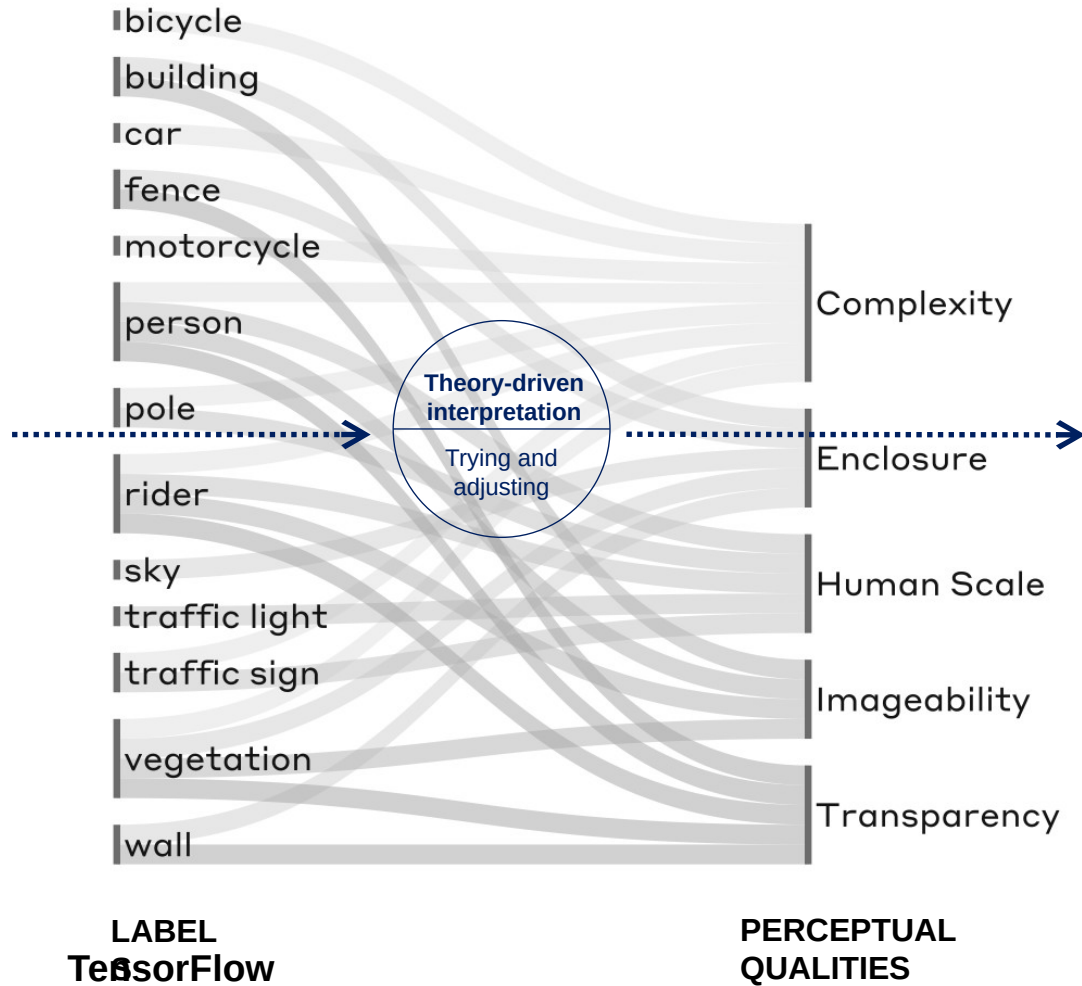 bicycle
building
car
fence
motorcycle
person
pole
rider
sky
traffic light
traffic sign
vegetation
wall
Theory-driven
interpretation
Trying and
adjusting
Complexity
Enclosure
Human Scale
Imageability
Transparency
LABEL
S
TensorFlow
PERCEPTUAL
QUALITIES